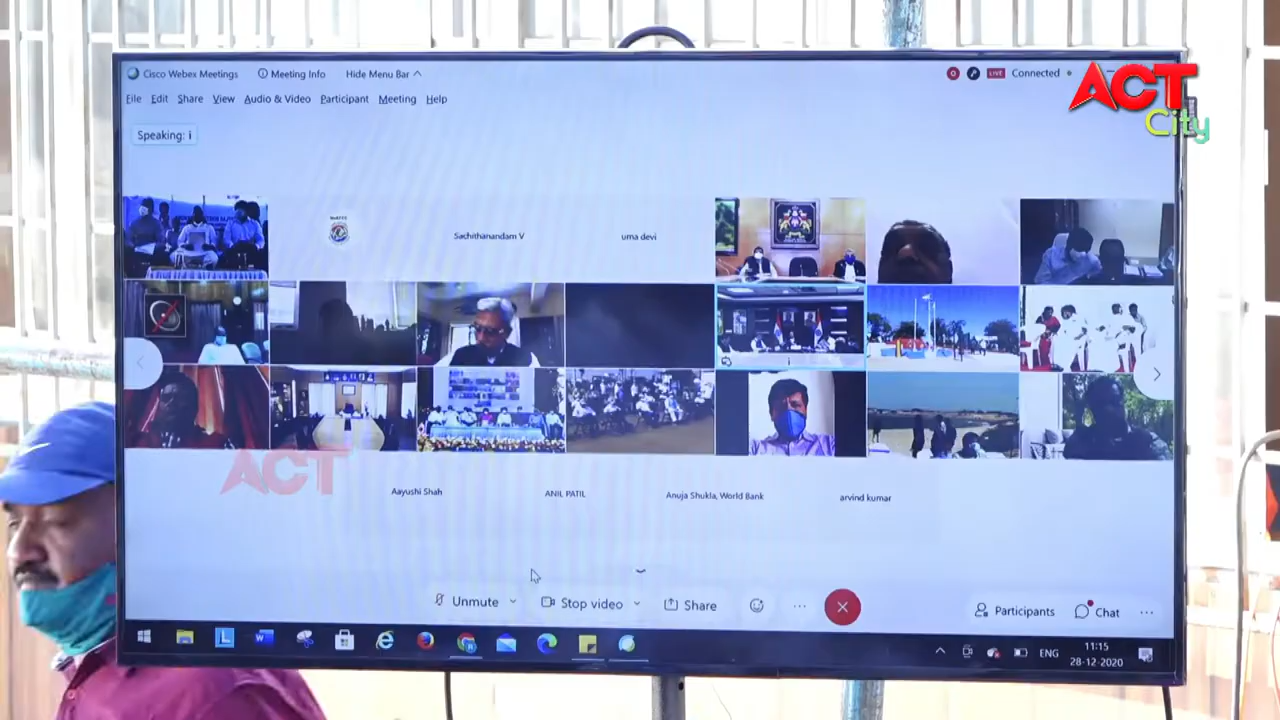 Cisco Webex Meetings Meeting Info Hide Menu Bar
LIVE Connected
ACT
City
File Edit Share View Audio & Video Participant Meeting Help
Speaking: i
Sachithanandam V
uma devi
ACT
Aayushi Shah
ANIL PATIL
Anuja Shukla, World Bank
arvind kumar
Unmute
Stop video
Share
Participants
Chat
ENG
11:15
28-12-2020